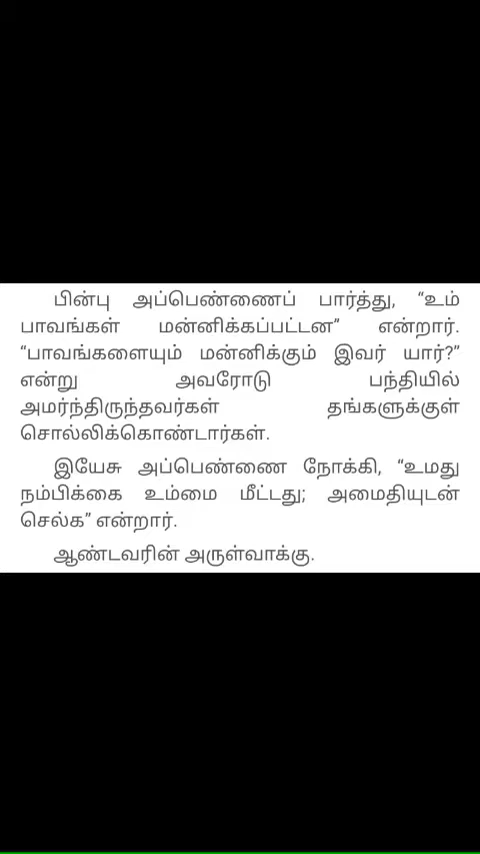 பின்பு அப்பெண்ணைப் பார்த்து, “உம்
பாவங்கள் மன்னிக்கப்பட்டன” என்றார்.
“பாவங்களையும் மன்னிக்கும் இவர் யார்?”
என்று அவரோடு பந்தியில்
அமர்ந்திருந்தவர்கள் தங்களுக்குள்
சொல்லிக்கொண்டார்கள்.
இயேசு அப்பெண்ணை நோக்கி, “உமது
நம்பிக்கை உம்மை மீட்டது; அமைதியுடன்
செல்க” என்றார்.
ஆண்டவரின் அருள்வாக்கு.